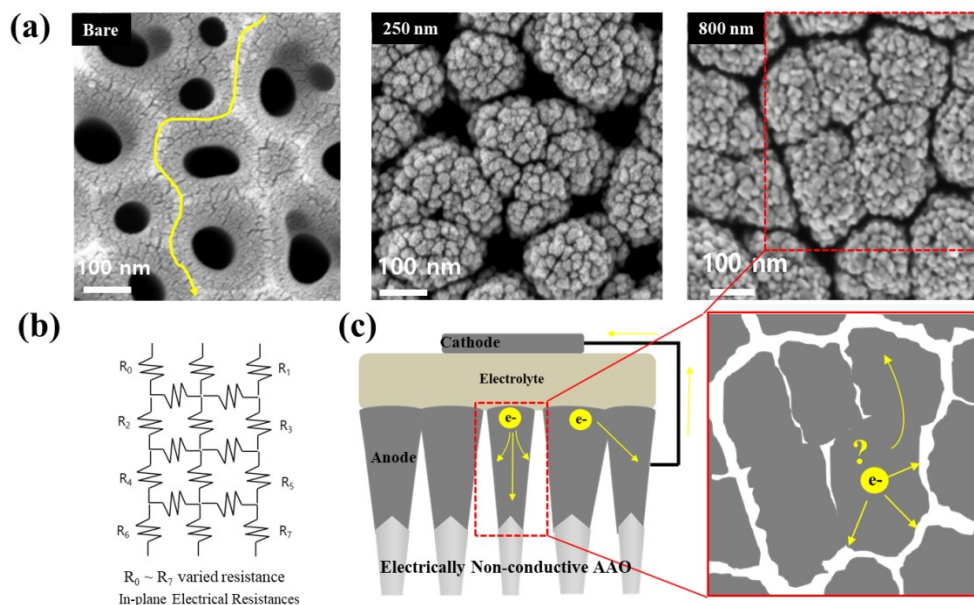 (a)
Bare
250 nm
800 nm
100 nm
100 nm
100 nm
(b)
R0
R1
R2
R3
R4
R5
R6
R7
R0 ~ R7 varied resistance
In-plane Electrical Resistances
(c)
Cathode
Electrolyte
e-
e-
Anode
Electrically Non-conductive AAO
?
e-